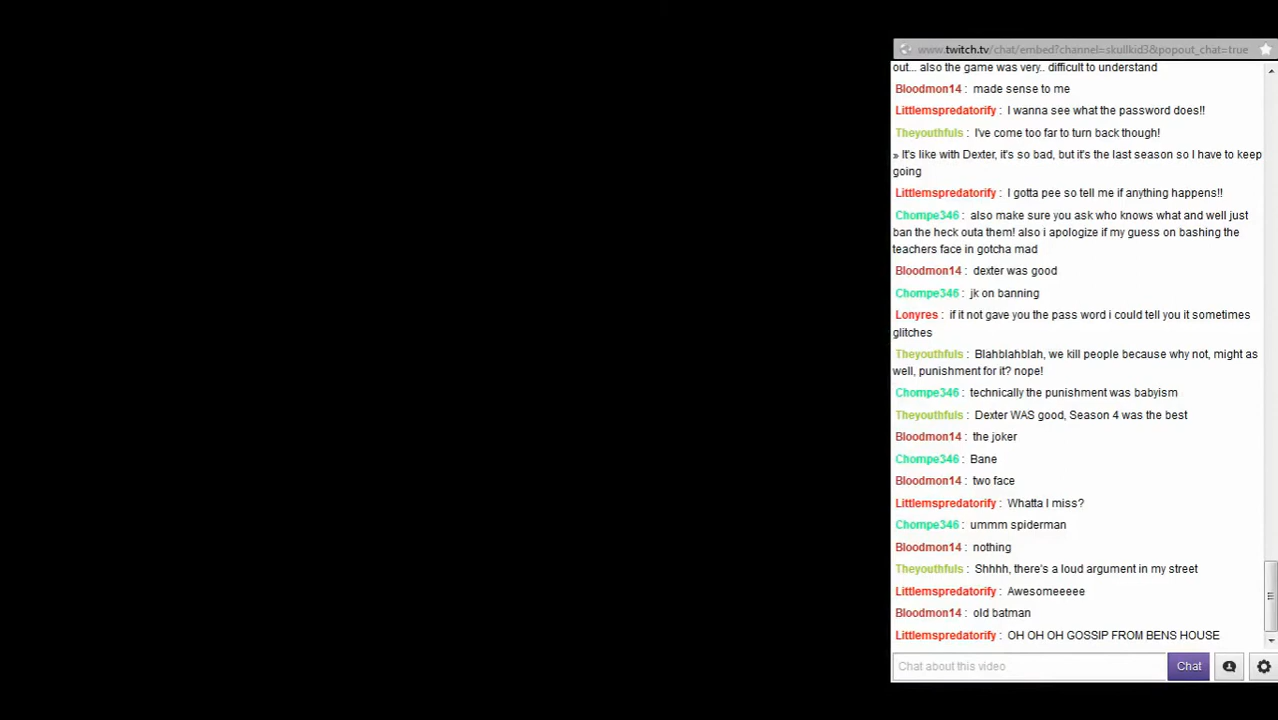 www.twitch.tv/chat/embed?channel=skullkid3&popout_chat=true
out... also the game was very.. difficult to understand
Bloodmon14 : made sense to me
Littlemspredatorify : I wanna see what the password does!!
Theyouthfuls : I've come too far to turn back though!
» It's like with Dexter, it's so bad, but it's the last season so I have to keep
going
Littlemspredatorify : I gotta pee so tell me if anything happens!!
Chompe346 : also make sure you ask who knows what and well just
ban the heck outa them! also i apologize if my guess on bashing the
teachers face in gotcha mad
Bloodmon14 : dexter was good
Chompe346 : jk on banning
Lonyres : if it not gave you the pass word i could tell you it sometimes
glitches
Theyouthfuls : Blahblahblah, we kill people because why not, might as
well, punishment for it? nope!
Chompe346 : technically the punishment was babyism
Theyouthfuls : Dexter WAS good, Season 4 was the best
Bloodmon14 : the joker
Chompe346 : Bane
Bloodmon14 : two face
Littlemspredatorify : Whatta I miss?
Chompe346 : ummm spiderman
Bloodmon14 : nothing
Theyouthfuls : Shhhh, there's a loud argument in my street
Littlemspredatorify : Awesomeeeee
Bloodmon14 : old batman
Littlemspredatorify : OH OH OH GOSSIP FROM BENS HOUSE
Chat about this video
Chat